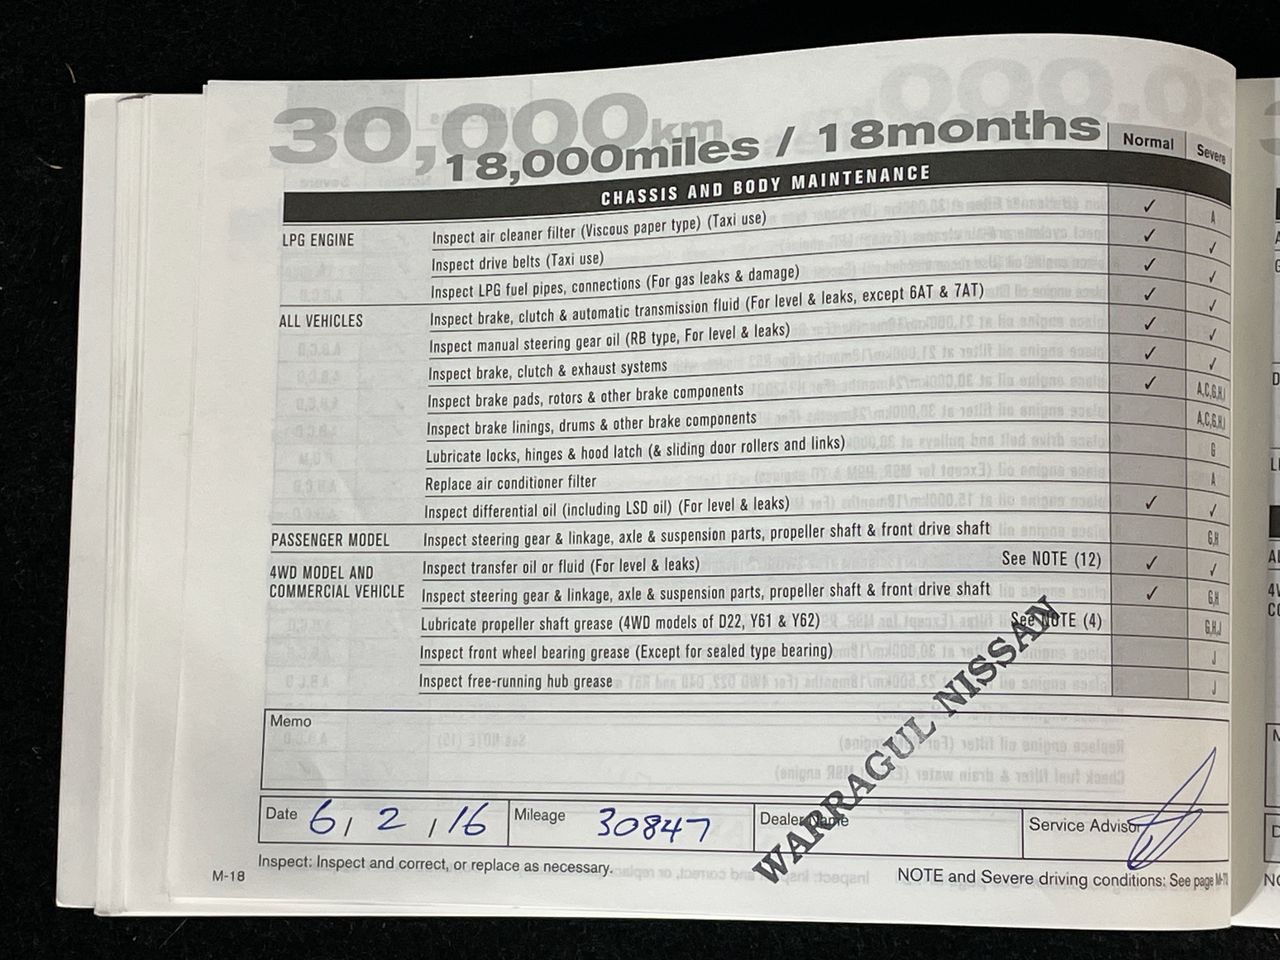 30,000km
18,000miles / 18months
Normal Severe
CHASSIS AND BODY MAINTENANCE
LPG ENGINE Inspect air cleaner filter (Viscous paper type) (Taxi use) ✓ A
Inspect drive belts (Taxi use) ✓ ✓
Inspect LPG fuel pipes, connections (For gas leaks & damage) ✓ ✓
ALL VEHICLES Inspect brake, clutch & automatic transmission fluid (For level & leaks, except 6AT & 7AT) ✓ ✓
Inspect manual steering gear oil (RB type, For level & leaks) ✓ ✓
Inspect brake, clutch & exhaust systems ✓ ✓
Inspect brake pads, rotors & other brake components ✓ A,C,G,H,I
Inspect brake linings, drums & other brake components A,C,G,H,I
Lubricate locks, hinges & hood latch (& sliding door rollers and links) G
Replace air conditioner filter A
Inspect differential oil (including LSD oil) (For level & leaks) ✓ ✓
PASSENGER MODEL Inspect steering gear & linkage, axle & suspension parts, propeller shaft & front drive shaft G,H
4WD MODEL AND COMMERCIAL VEHICLE Inspect transfer oil or fluid (For level & leaks) See NOTE (12) ✓ ✓
Inspect steering gear & linkage, axle & suspension parts, propeller shaft & front drive shaft ✓ G,H
Lubricate propeller shaft grease (4WD models of D22, Y61 & Y62) See NOTE (4) G,H,J
Inspect front wheel bearing grease (Except for sealed type bearing) J
Inspect free-running hub grease J
Memo
Date 6, 2, 16 Mileage 30847 Dealer Name Service Advisor
WARRAGUL NISSAN
Inspect: Inspect and correct, or replace as necessary.
M-18 NOTE and Severe driving conditions: See page